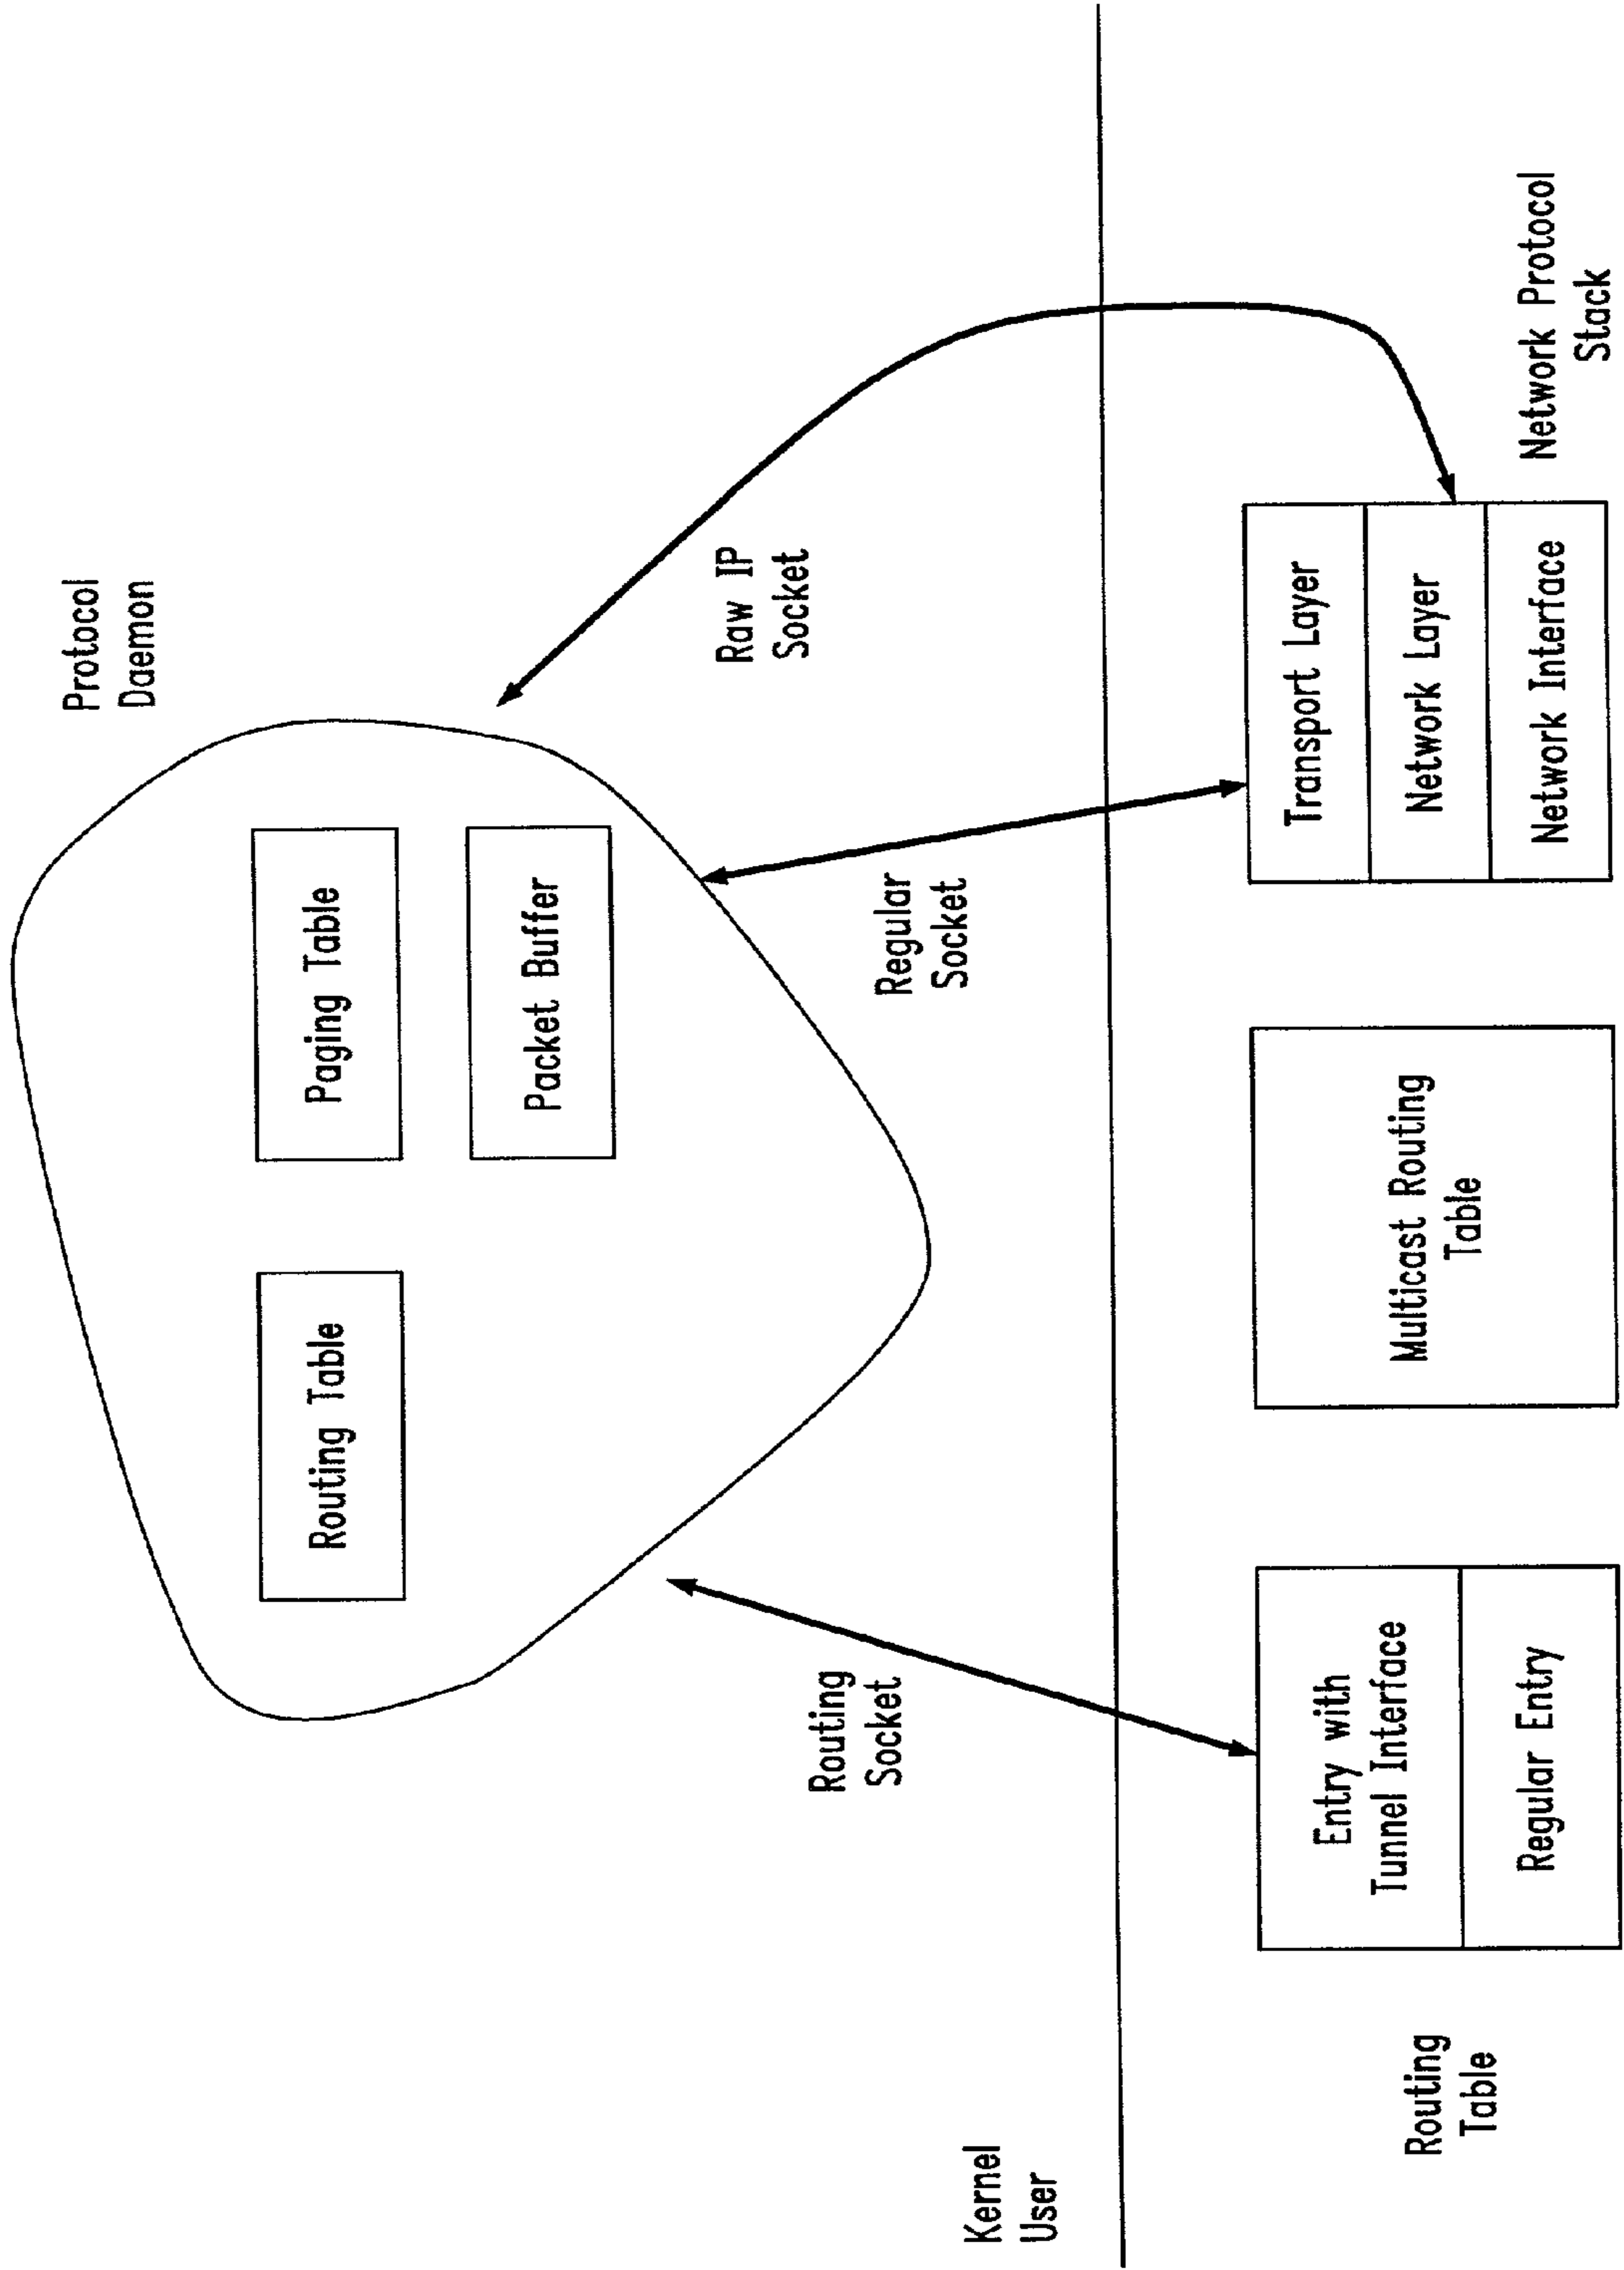 Protocol
Daemon
Routing Table
Paging Table
Packet Buffer
Raw IP
Socket
Routing
Socket
Regular
Socket
Kernel
User
Routing
Table
Entry with
Tunnel Interface
Regular Entry
Multicast Routing
Table
Transport Layer
Network Layer
Network Interface
Network Protocol
Stack